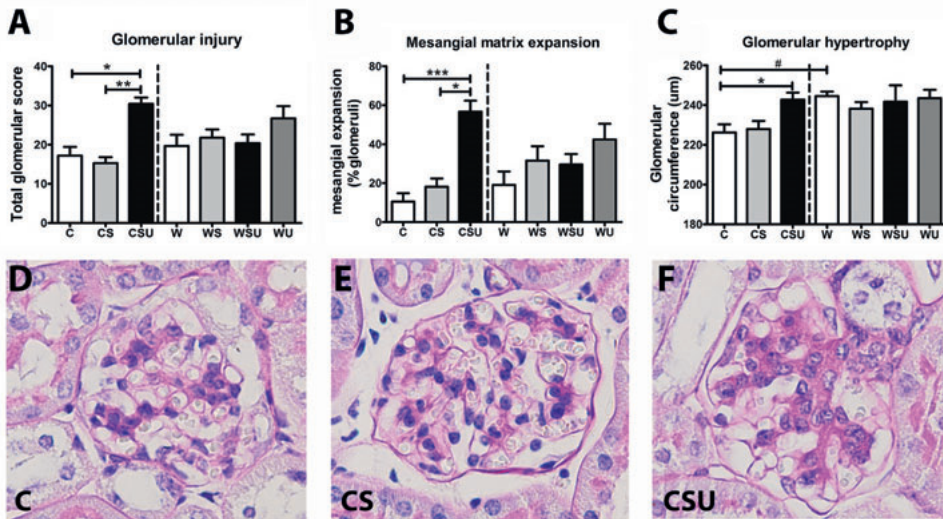 A
Glomerular injury
Total glomerular score
40
30
20
10
0
*
**
C CS CSU W WS WSU WU
B
Mesangial matrix expansion
mesangial expansion
(% glomeruli)
80
60
40
20
0
***
*
C CS CSU W WS WSU WU
C
Glomerular hypertrophy
Glomerular
circumference (um)
260
240
220
200
180
#
*
C CS CSU W WS WSU WU
D
C
E
CS
F
CSU